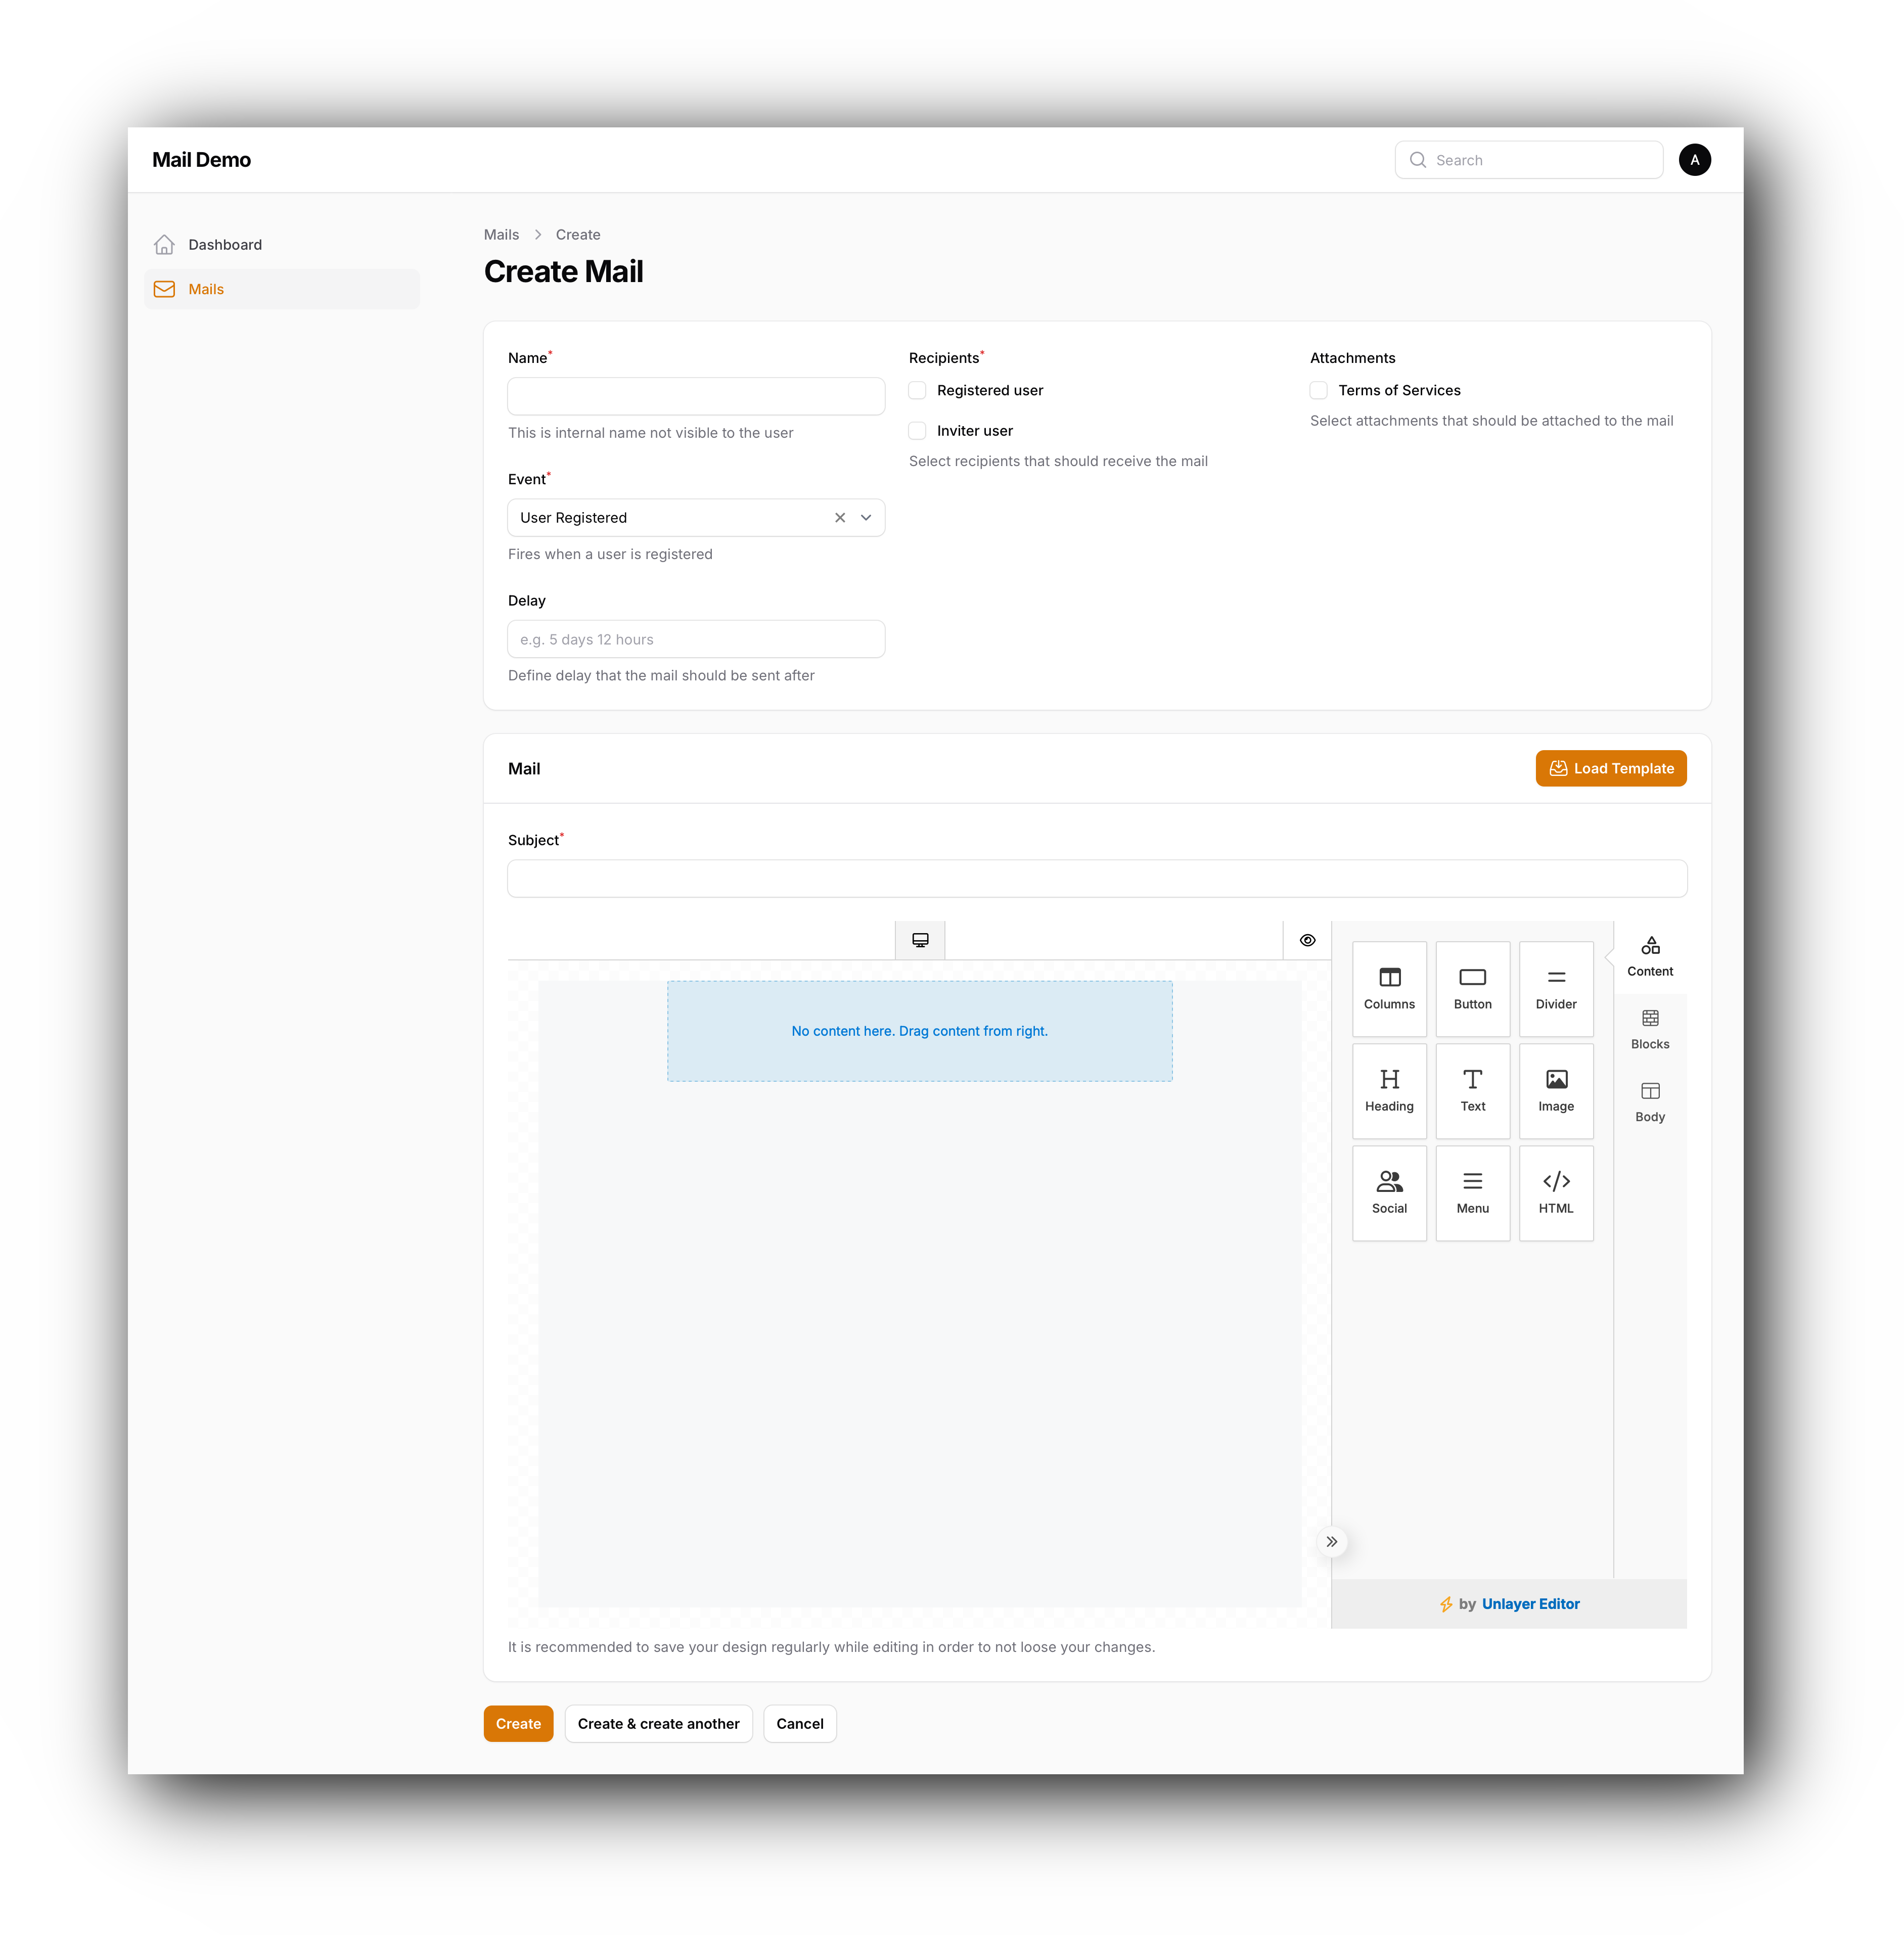 Mail Demo
Search
A
Dashboard
Mails
Mails > Create
Create Mail
Name*
This is internal name not visible to the user
Event*
User Registered
Fires when a user is registered
Delay
e.g. 5 days 12 hours
Define delay that the mail should be sent after
Recipients*
Registered user
Inviter user
Select recipients that should receive the mail
Attachments
Terms of Services
Select attachments that should be attached to the mail
Mail
Load Template
Subject*
No content here. Drag content from right.
Columns
Button
Divider
Heading
Text
Image
Social
Menu
HTML
Content
Blocks
Body
by Unlayer Editor
It is recommended to save your design regularly while editing in order to not loose your changes.
Create
Create & create another
Cancel